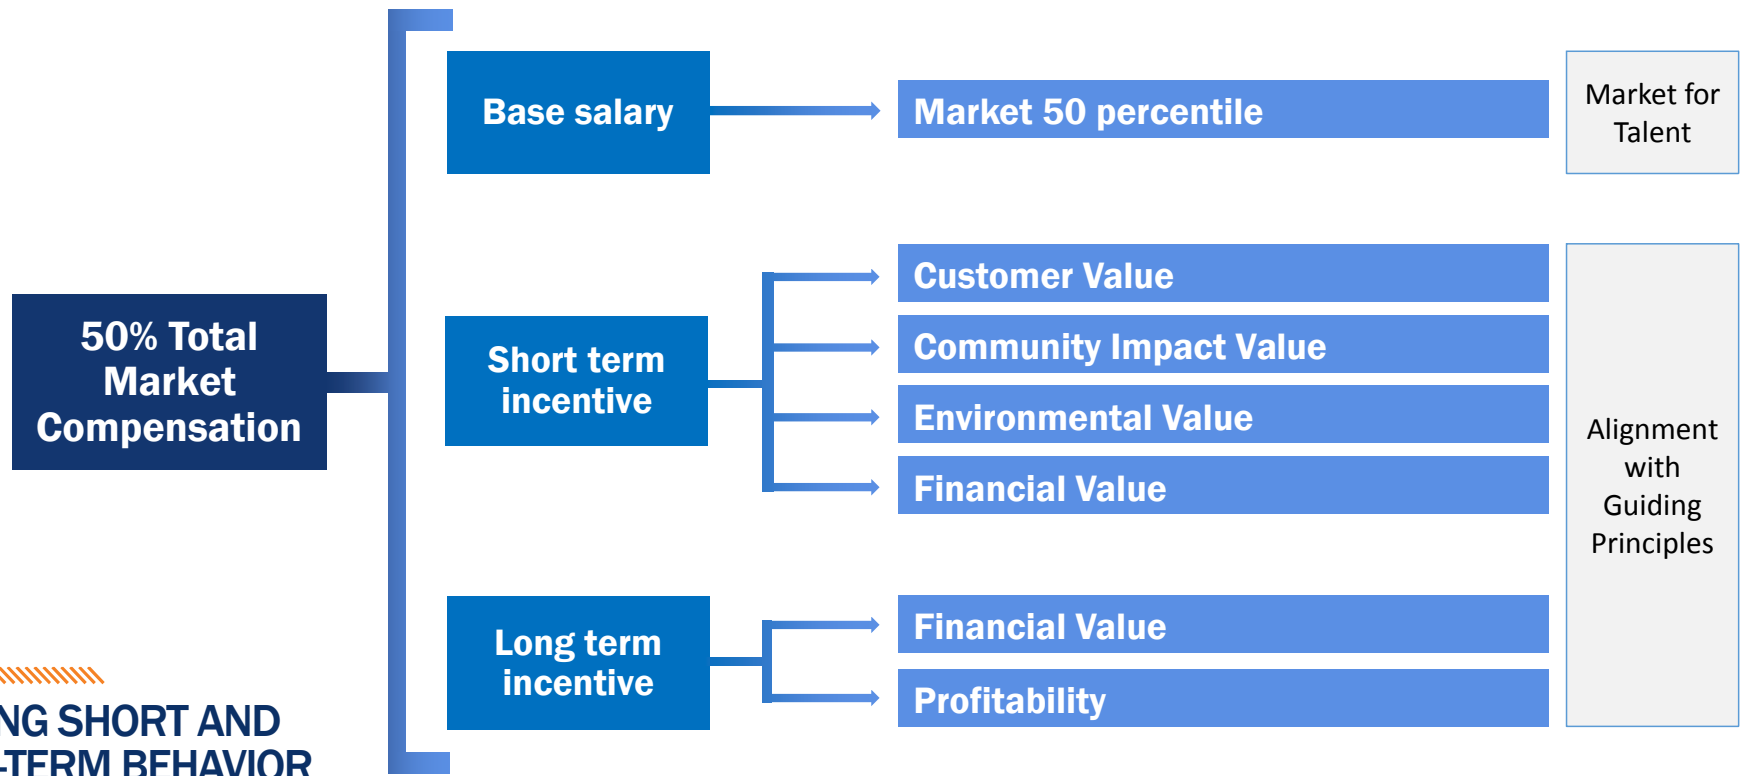 Base salary
Market 50 percentile
Market for
Talent
50% Total
Market
Compensation
Short term
incentive
Customer Value
Community Impact Value
Environmental Value
Financial Value
Alignment
with
Guiding
Principles
Long term
incentive
Financial Value
Profitability
NG SHORT AND
-TERM BEHAVIOR